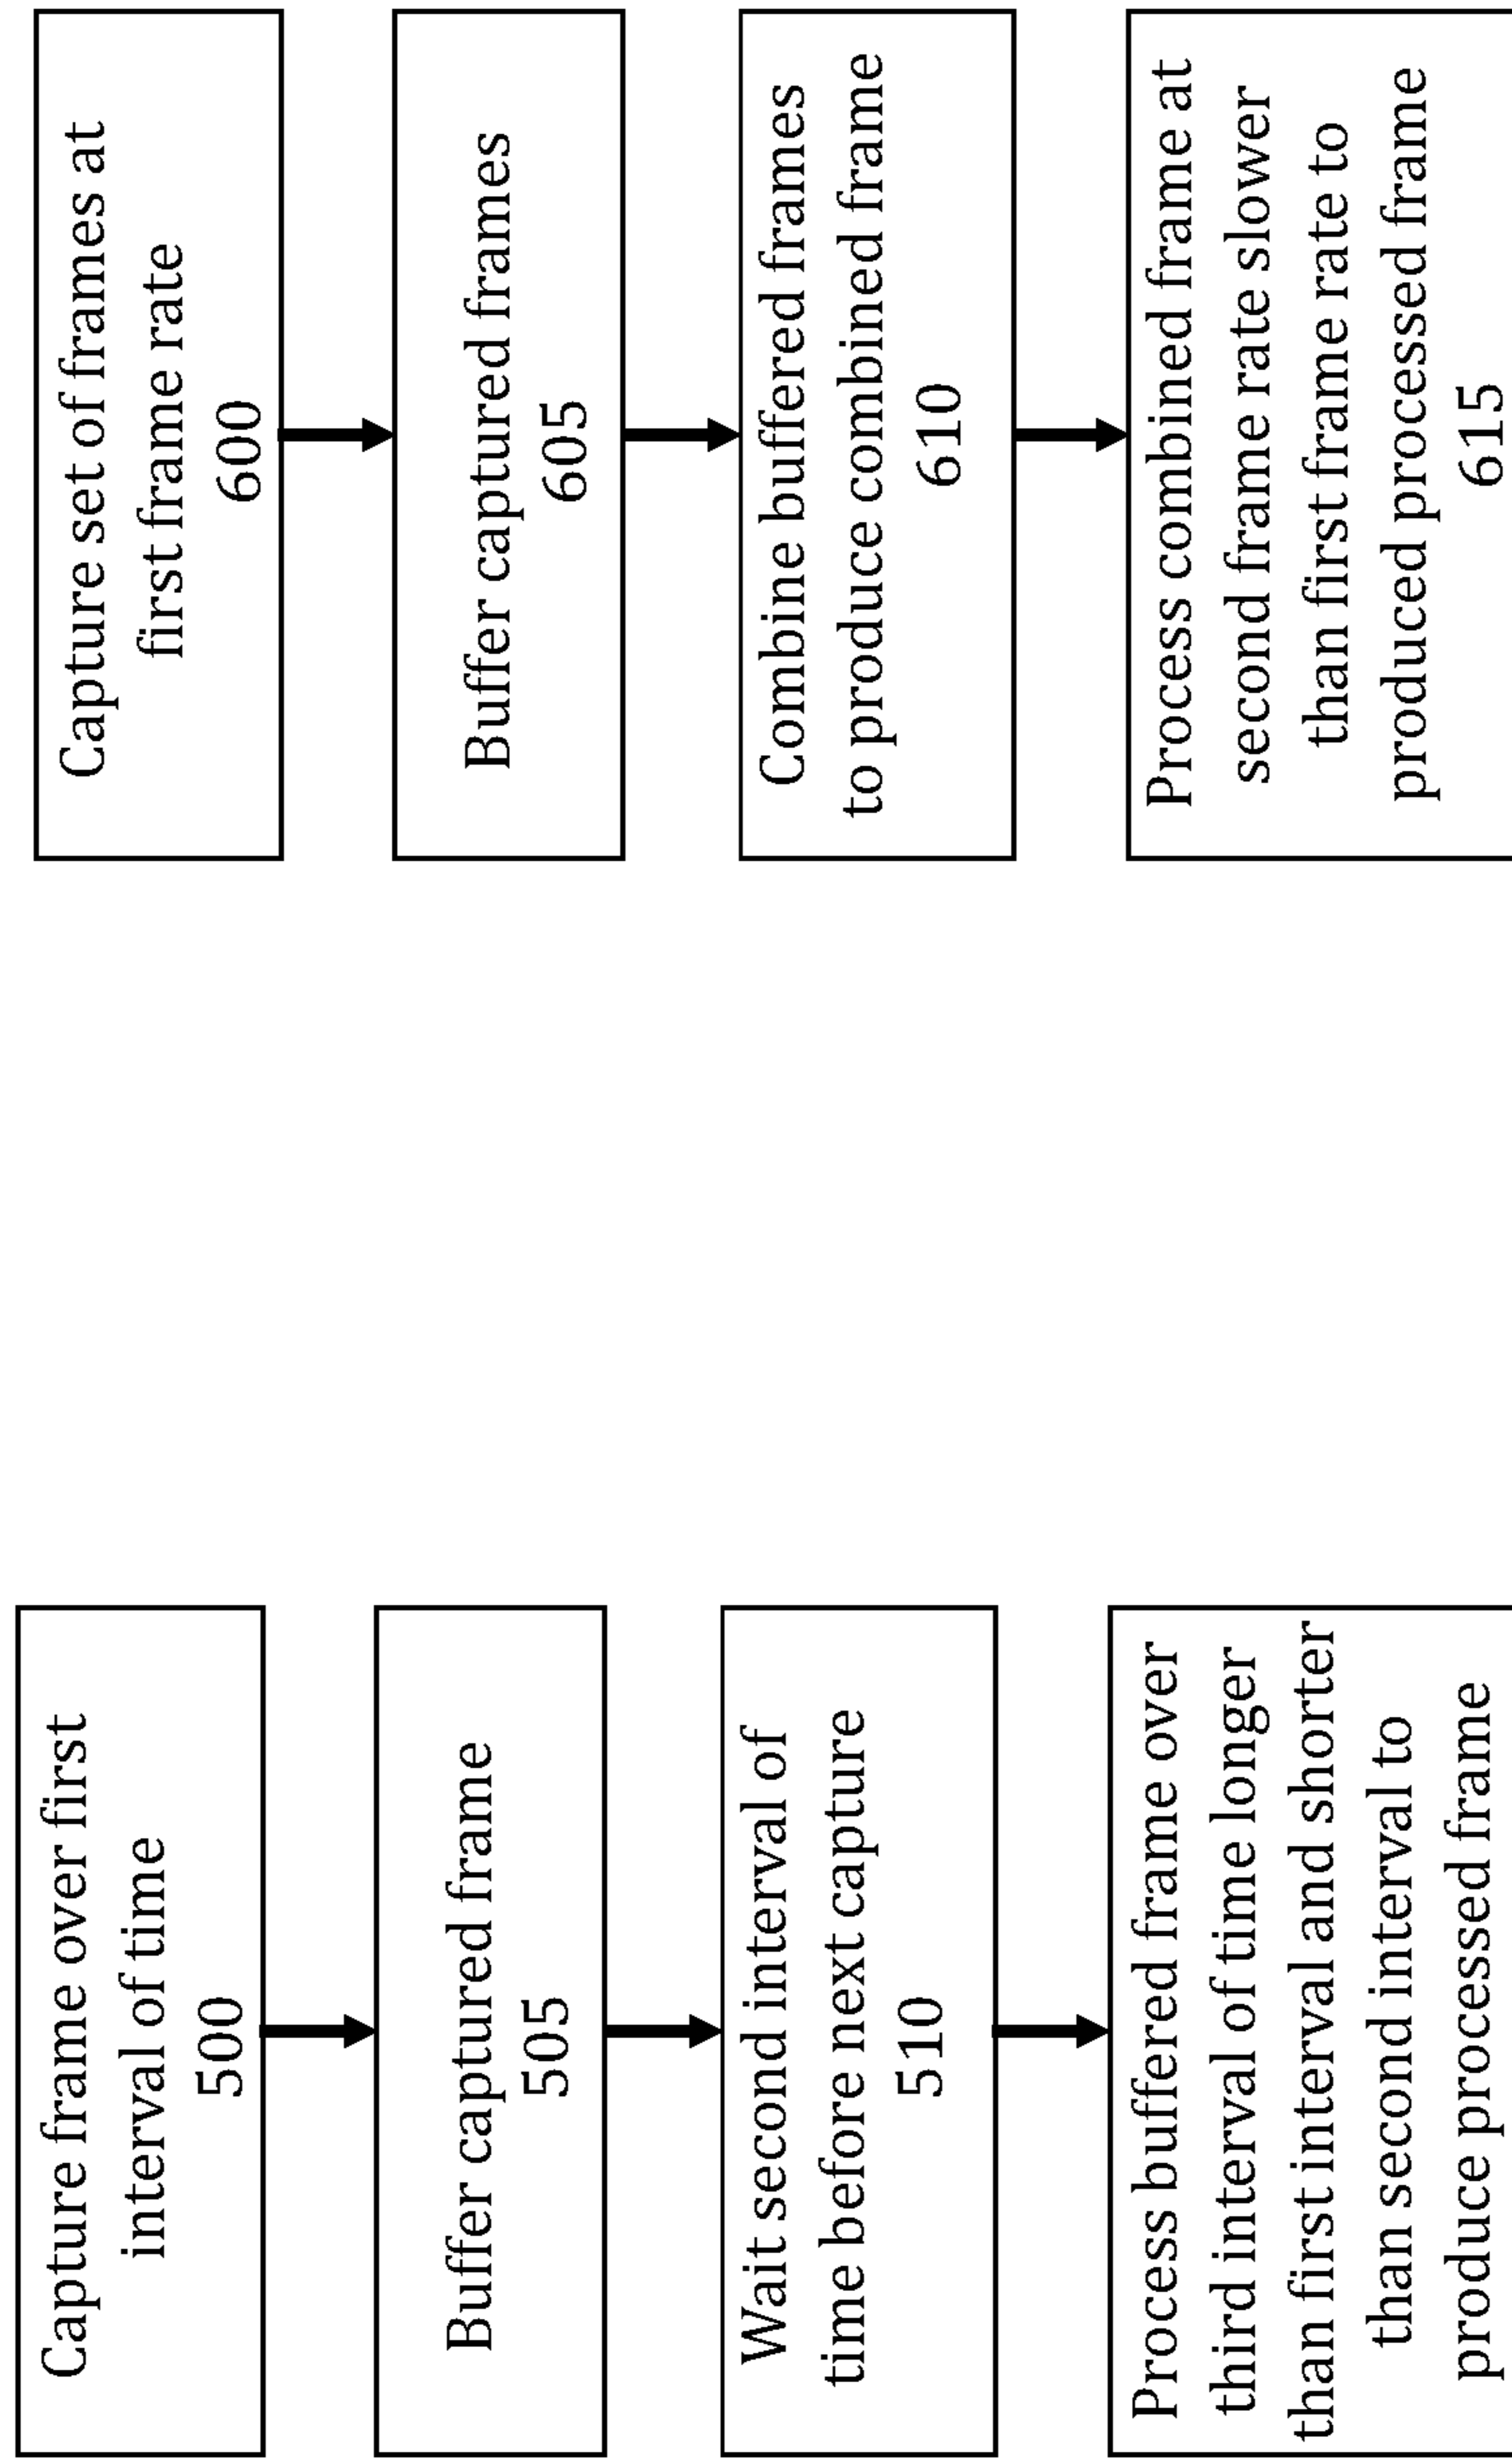 Capture frame over first
interval of time
500
Buffer captured frame
505
Wait second interval of
time before next capture
510
Process buffered frame over
third interval of time longer
than first interval and shorter
than second interval to
produce processed frame
Capture set of frames at
first frame rate
600
Buffer captured frames
605
Combine buffered frames
to produce combined frame
610
Process combined frame at
second frame rate slower
than first frame rate to
produced processed frame
615